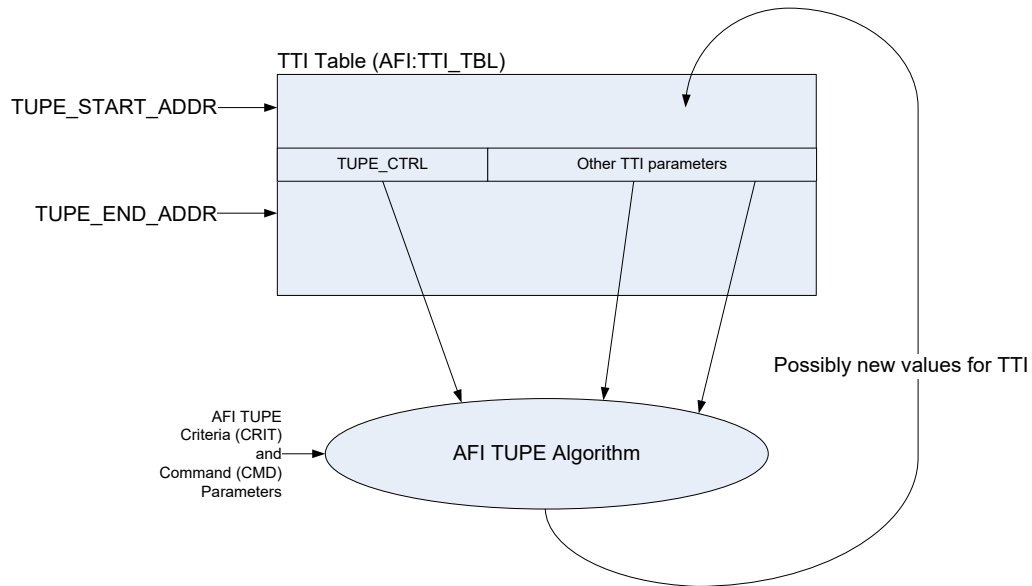 TTI Table (AFI:TTI_TBL)
TUPE_START_ADDR
TUPE_CTRL
Other TTI parameters
TUPE_END_ADDR
Possibly new values for TTI
AFI TUPE
Criteria (CRIT)
and
Command (CMD)
Parameters
AFI TUPE Algorithm